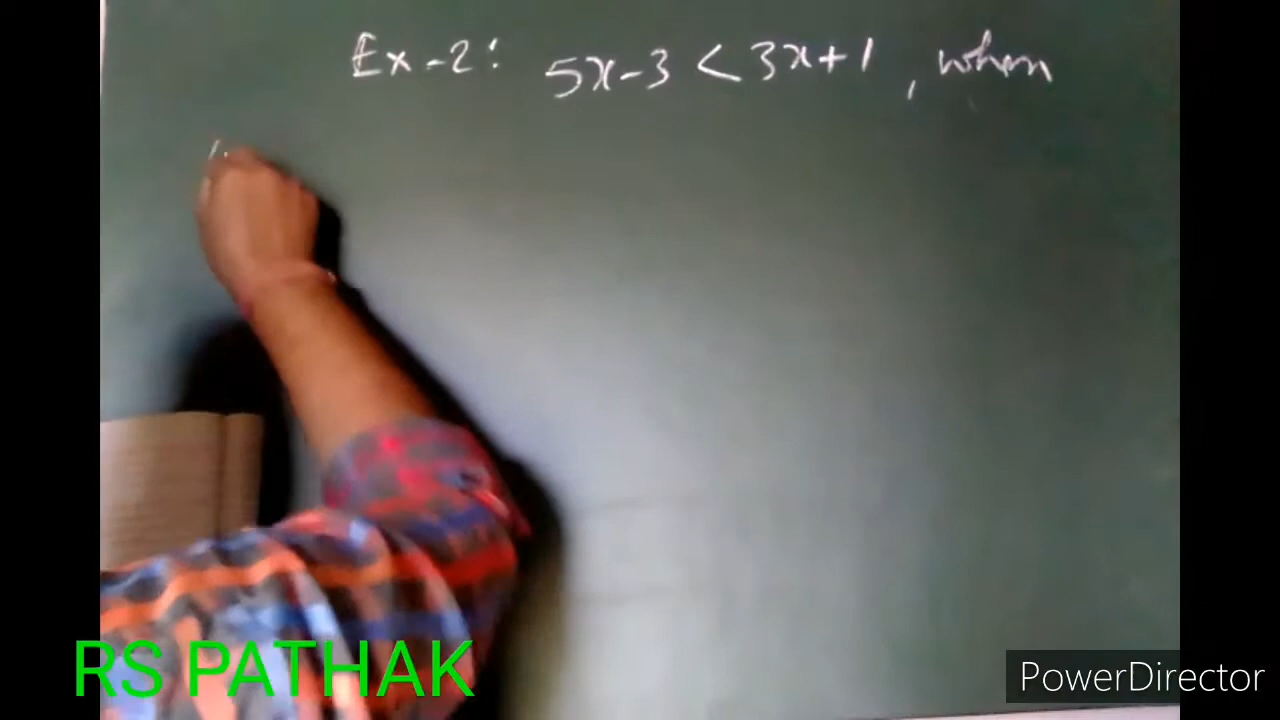 Ex-2: 5x-3 < 3x+1, when
RS PATHAK
PowerDirector